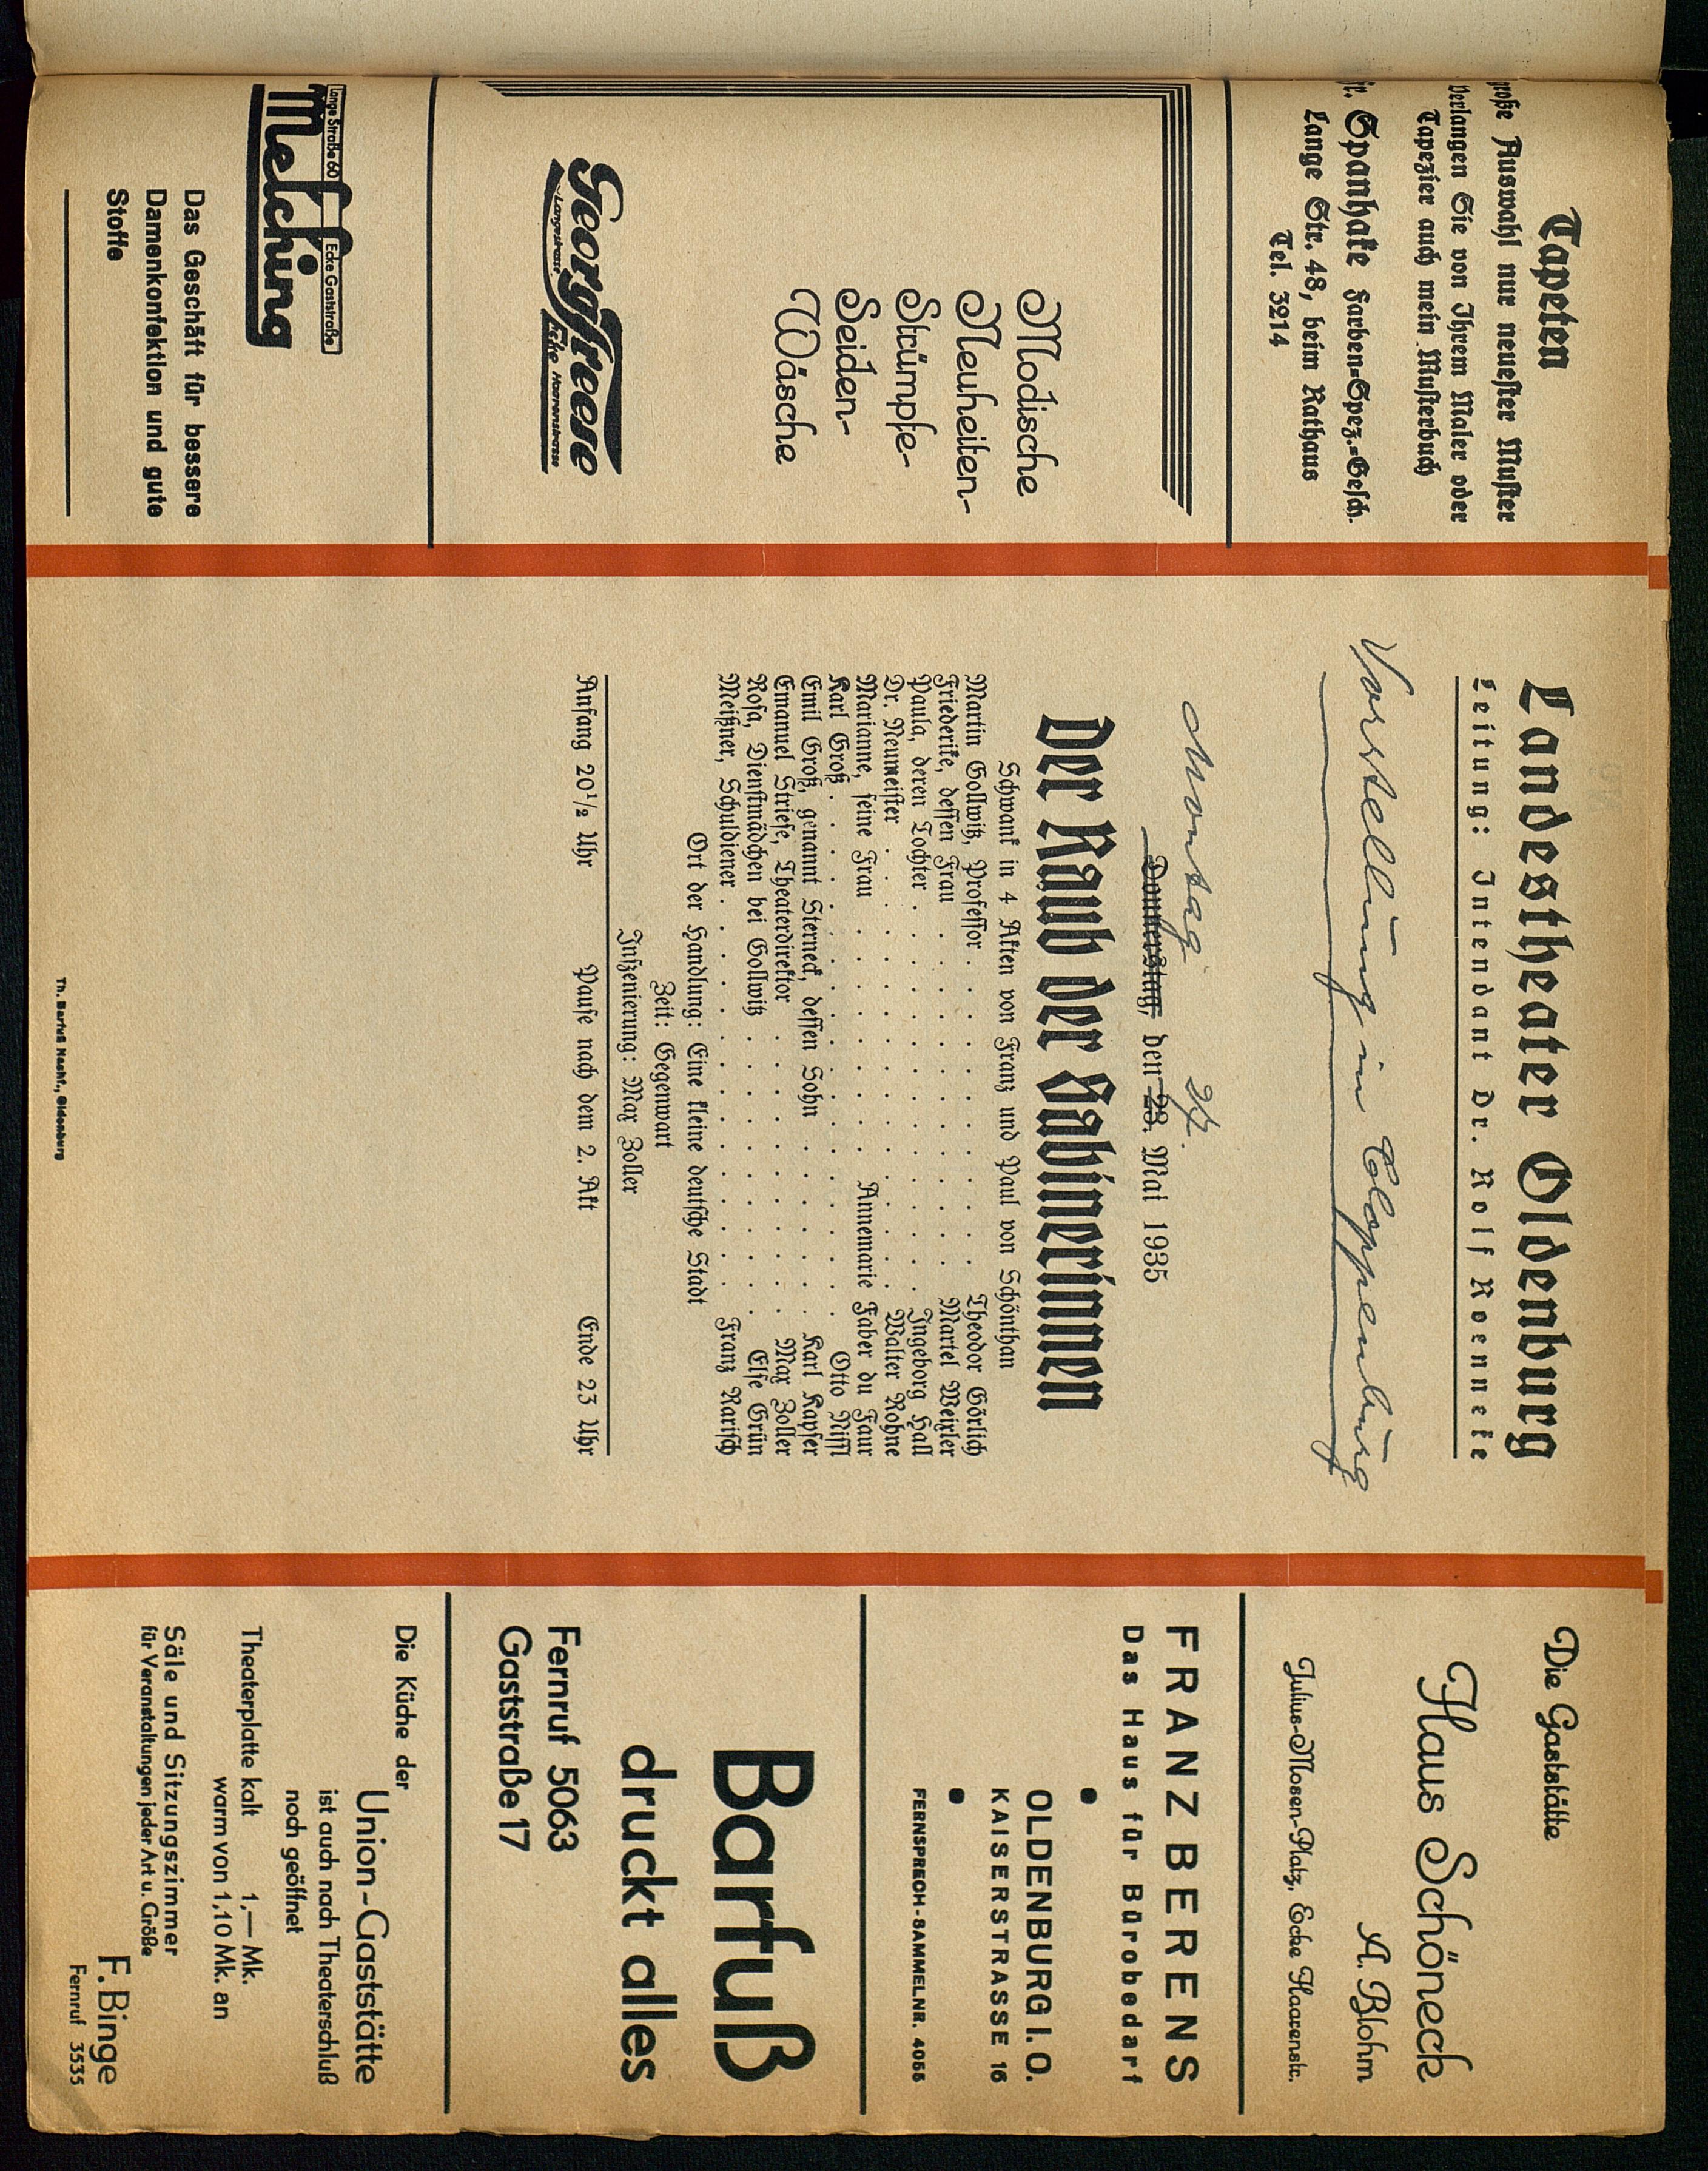 Tapeten
roße Auswahl nur neuester Muster
Verlangen Sie von Ihrem Maler oder
Tapezier auch mein Musterbuch
r. Spanhake Farben-Spez.-Gesch.
Lange Str. 48, beim Rathaus
Tel. 3214
Modische
Neuheiten-
Strümpfe-
Seiden-
Wäsche
Georg Freese
Langestrasse Ecke Haarenstrasse
Lange Straße 60 Ecke Gaststraße
Melching
Das Geschäft für bessere
Damenkonfektion und gute
Stoffe
Landestheater Oldenburg
Leitung: Intendant Dr. Rolf Roenneke
Vorstellung in Cloppenburg
Montag 27.
Donnerstag, den 23. Mai 1935
Der Raub der Sabinerinnen
Schwank in 4 Akten von Franz und Paul von Schönthan
Martin Gollwitz, Professor . . . . . . . . Theodor Görlich
Friederike, dessen Frau . . . . . . . . Martel Weixler
Paula, deren Tochter . . . . . . . . Ingeborg Hall
Dr. Neumeister . . . . . . . . Walter Rohne
Marianne, seine Frau . . . . . . . Annemarie Faber du Faur
Karl Groß . . . . . . . . Otto Niffl
Emil Groß, genannt Sterneck, dessen Sohn . . . . . . Karl Kapfer
Emanuel Striese, Theaterdirektor . . . . . . . . Max Zoller
Rosa, Dienstmädchen bei Gollwitz . . . . . . . . Else Grün
Meißner, Schuldiener . . . . . . . . Franz Rarisch
Ort der Handlung: Eine kleine deutsche Stadt
Zeit: Gegenwart
Inszenierung: Max Zoller
Anfang 20½ Uhr Pause nach dem 2. Akt Ende 23 Uhr
Th. Barfuß Nachf., Oldenburg
Die Gaststätte
Haus Schöneck
A. Blohm
Julius-Mosen-Platz, Ecke Haarenstr.
FRANZ BERENS
Das Haus für Bürobedarf
•
OLDENBURG I. O.
KAISERSTRASSE 16
•
FERNSPRECH-SAMMELNR. 4055
Barfuß
druckt alles
Fernruf 5063
Gaststraße 17
Die Küche der
Union-Gaststätte
ist auch nach Theaterschluß
noch geöffnet
Theaterplatte kalt 1,— Mk.
warm von 1,10 Mk. an
Säle und Sitzungszimmer
für Veranstaltungen jeder Art u. Größe
F. Binge
Fernruf 3535